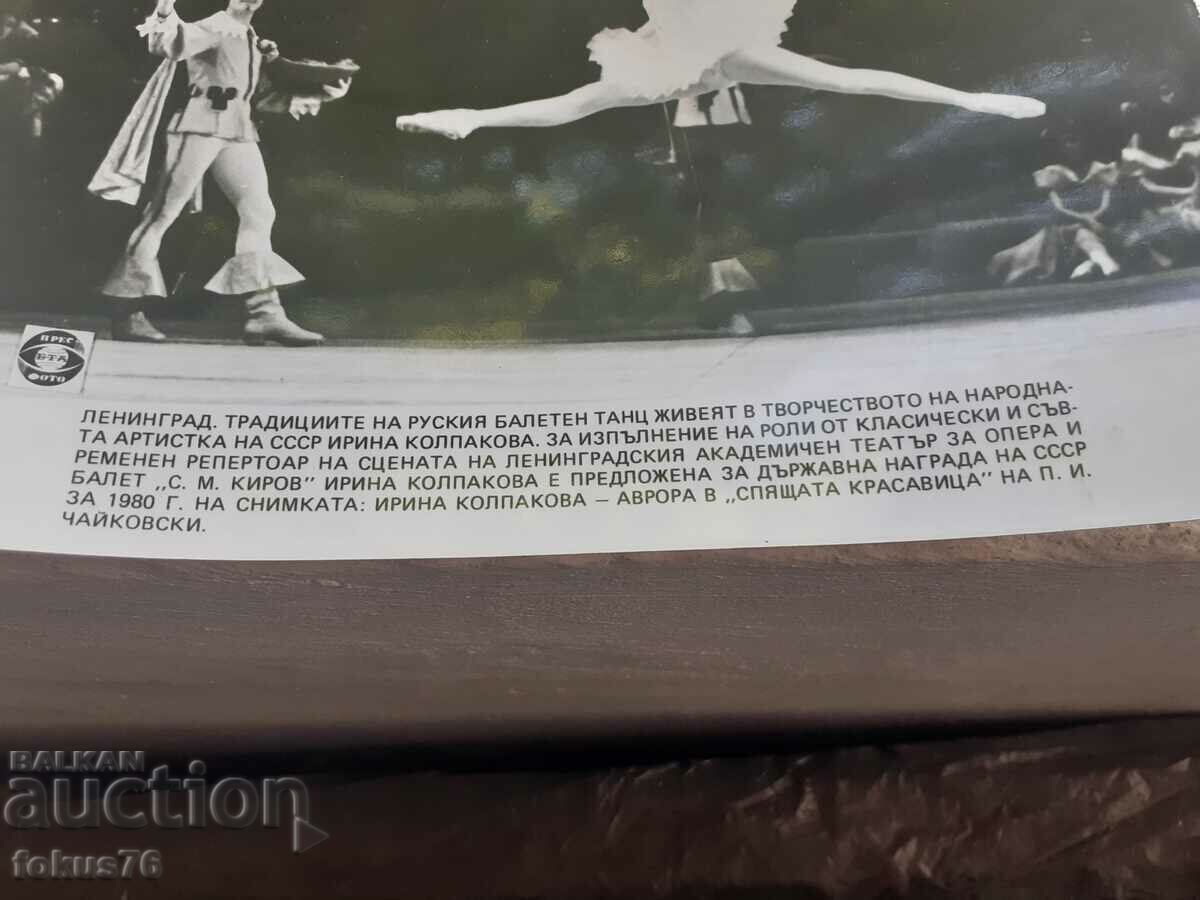 ПРЕС
БТА
ФОТО
ЛЕНИНГРАД. ТРАДИЦИИТЕ НА РУСКИЯ БАЛЕТЕН ТАНЦ ЖИВЕЯТ В ТВОРЧЕСТВОТО НА НАРОДНА-
ТА АРТИСТКА НА СССР ИРИНА КОЛПАКОВА. ЗА ИЗПЪЛНЕНИЕ НА РОЛИ ОТ КЛАСИЧЕСКИ И СЪВ-
РЕМЕНЕН РЕПЕРТОАР НА СЦЕНАТА НА ЛЕНИНГРАДСКИЯ АКАДЕМИЧЕН ТЕАТЪР ЗА ОПЕРА И
БАЛЕТ „С. М. КИРОВ" ИРИНА КОЛПАКОВА Е ПРЕДЛОЖЕНА ЗА ДЪРЖАВНА НАГРАДА НА СССР
ЗА 1980 Г. НА СНИМКАТА: ИРИНА КОЛПАКОВА – АВРОРА В „СПЯЩАТА КРАСАВИЦА" НА П. И.
ЧАЙКОВСКИ.
BALKAN
auction
fokus76